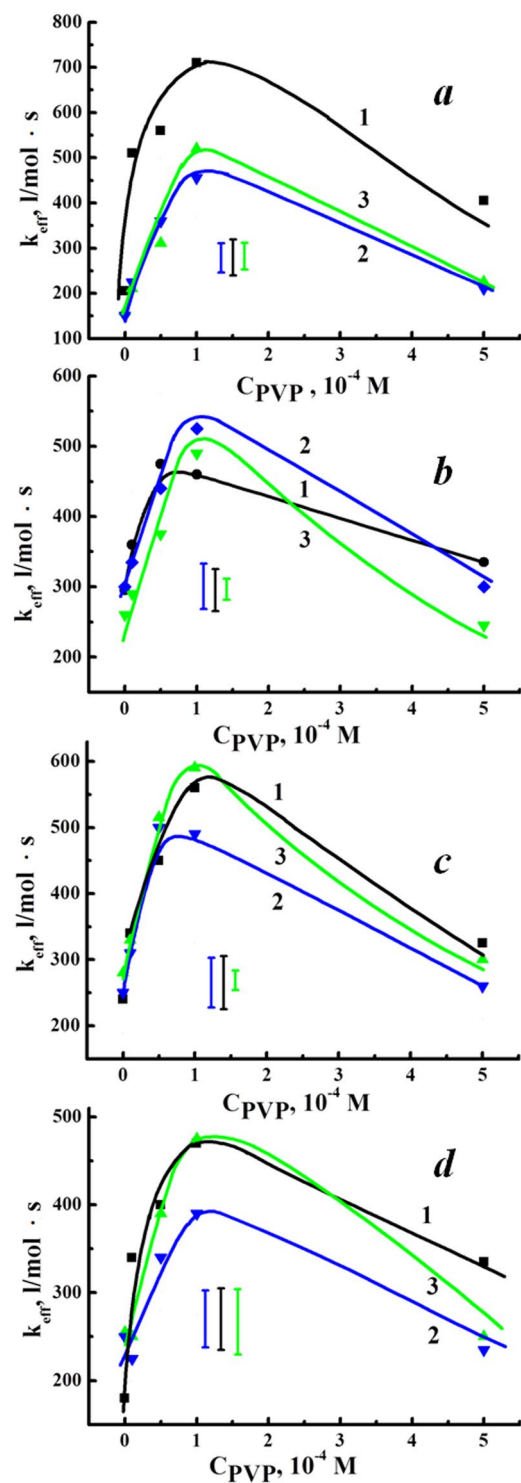 800
a
700
1
600
500
3
400
300
2
200
100
k_eff, l/mol · s
0 1 2 3 4 5
C_PVP , 10^-4 M
600
b
2
500
1
400
3
300
200
k_eff, l/mol · s
0 1 2 3 4 5
C_PVP, 10^-4 M
600
1
c
500
3
2
400
300
200
k_eff, l/mol · s
0 1 2 3 4 5
C_PVP, 10^-4 M
500
d
400
1
3
300
2
200
k_eff, l/mol · s
0 1 2 3 4 5
C_PVP, 10^-4 M